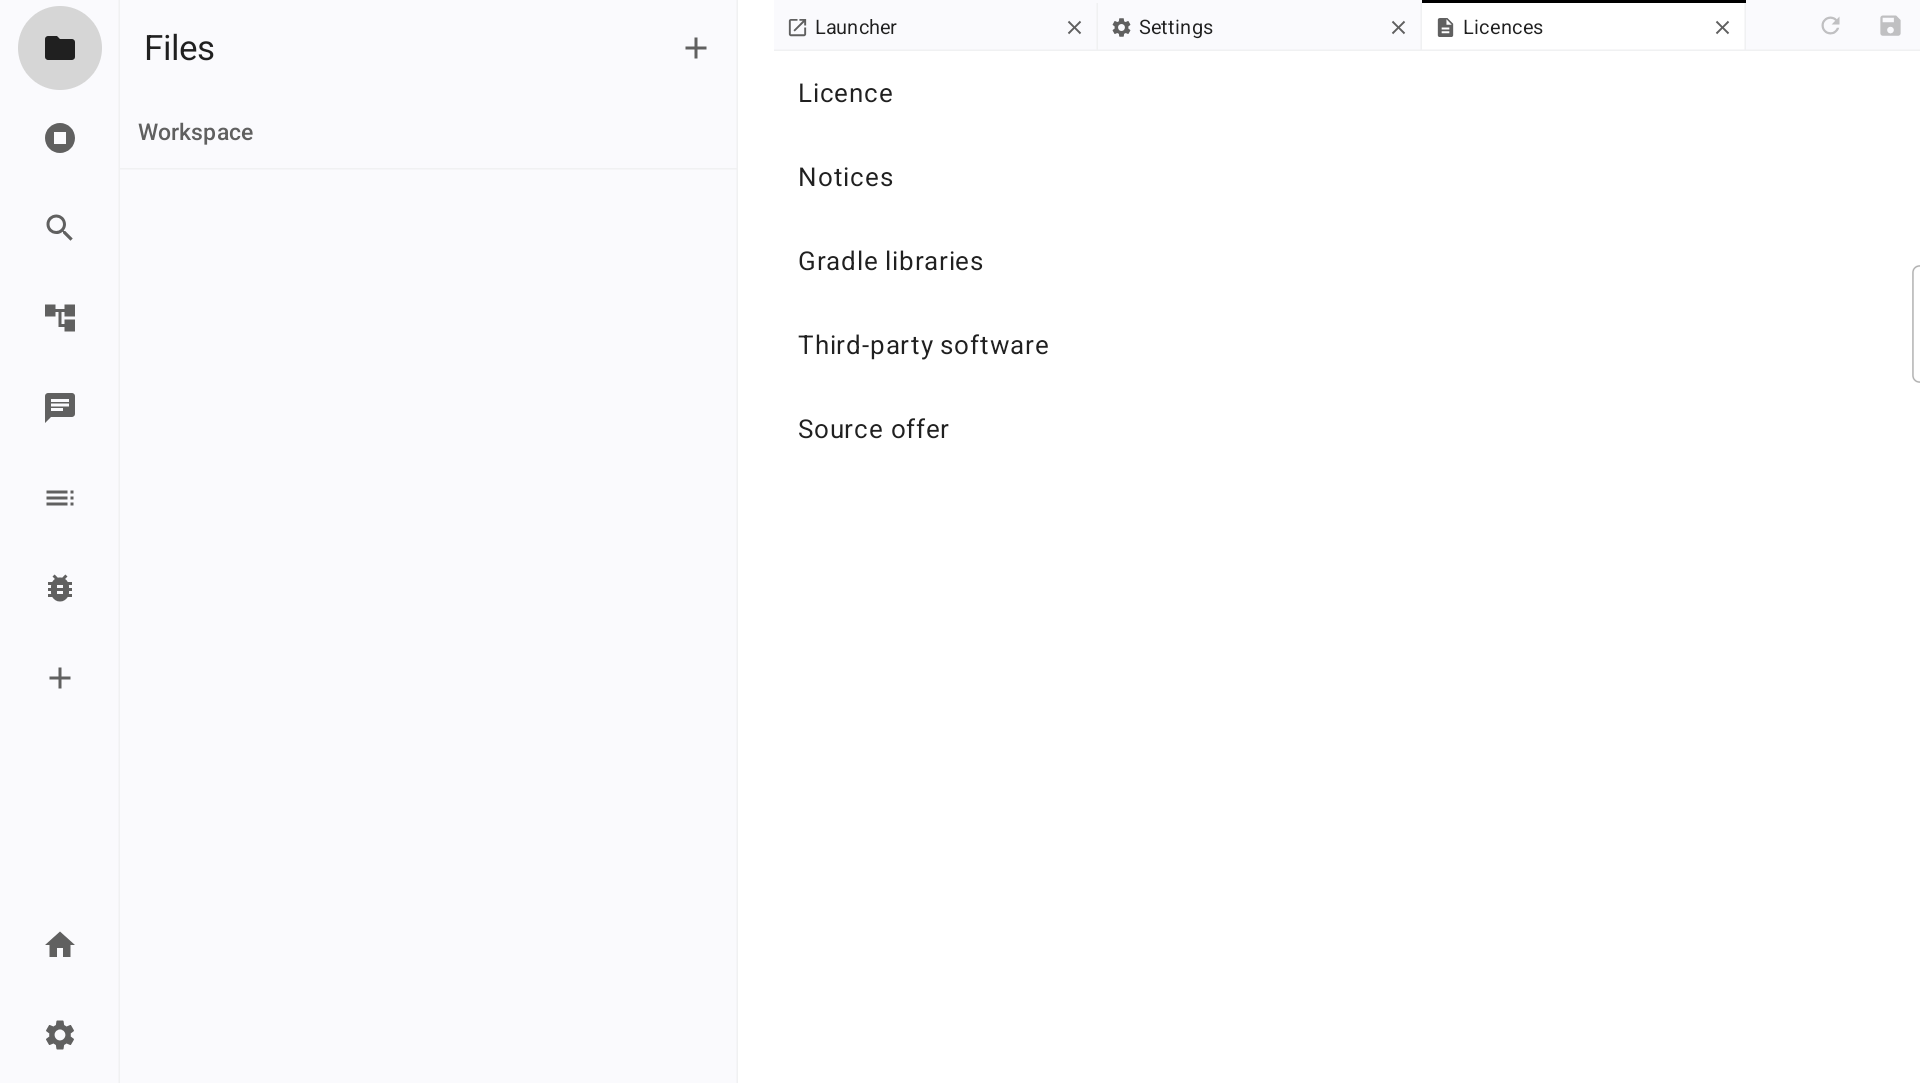 Files
Workspace
Launcher
Settings
Licences
Licence
Notices
Gradle libraries
Third-party software
Source offer